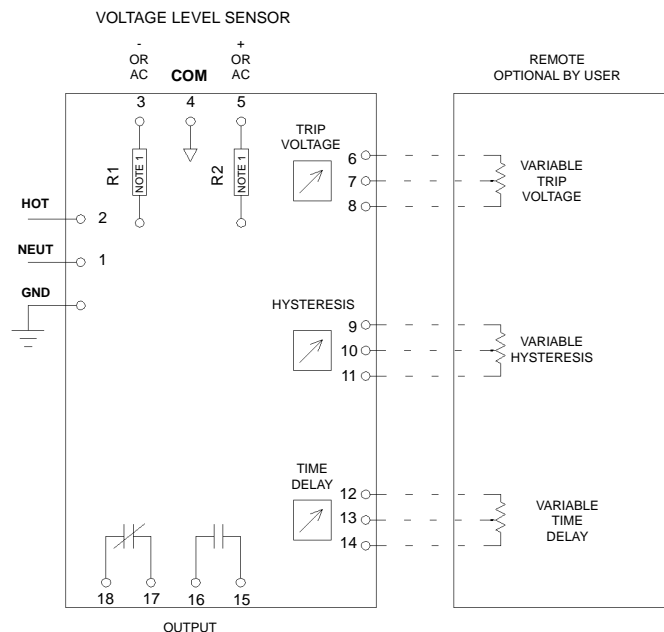 VOLTAGE LEVEL SENSOR
-
OR
AC
COM
+
OR
AC
3
4
5
R1
NOTE 1
R2
NOTE 1
HOT
2
NEUT
1
GND
TRIP
VOLTAGE
6
7
8
HYSTERESIS
9
10
11
TIME
DELAY
12
13
14
18
17
16
15
OUTPUT
REMOTE
OPTIONAL BY USER
VARIABLE
TRIP
VOLTAGE
VARIABLE
HYSTERESIS
VARIABLE
TIME
DELAY